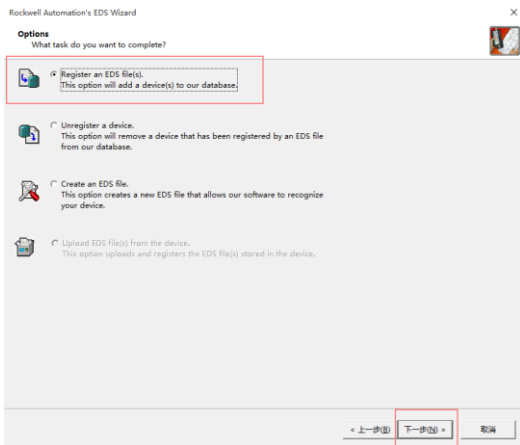 Rockwell Automation's EDS Wizard
Options
What task do you want to complete?
Register an EDS file(s).
This option will add a device(s) to our database.
Unregister a device.
This option will remove a device that has been registered by an EDS file
from our database.
Create an EDS file.
This option creates a new EDS file that allows our software to recognize
your device.
Upload EDS file(s) from the device.
This option uploads and registers the EDS file(s) stored in the device.
< 上一步(B) 下一步(N) > 取消